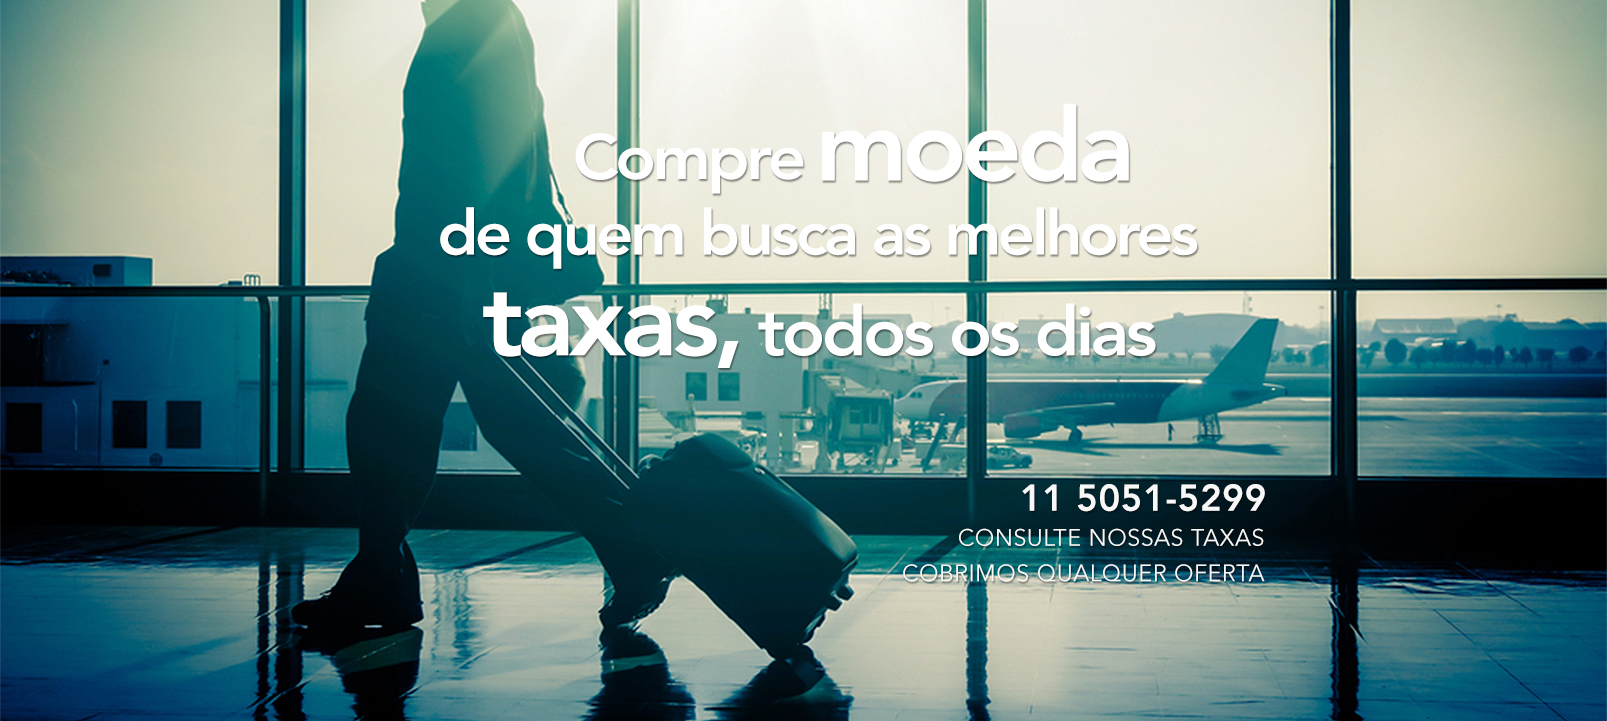 Compre moeda
de quem busca as melhores
taxas, todos os dias
11 5051-5299
CONSULTE NOSSAS TAXAS
COBRIMOS QUALQUER OFERTA